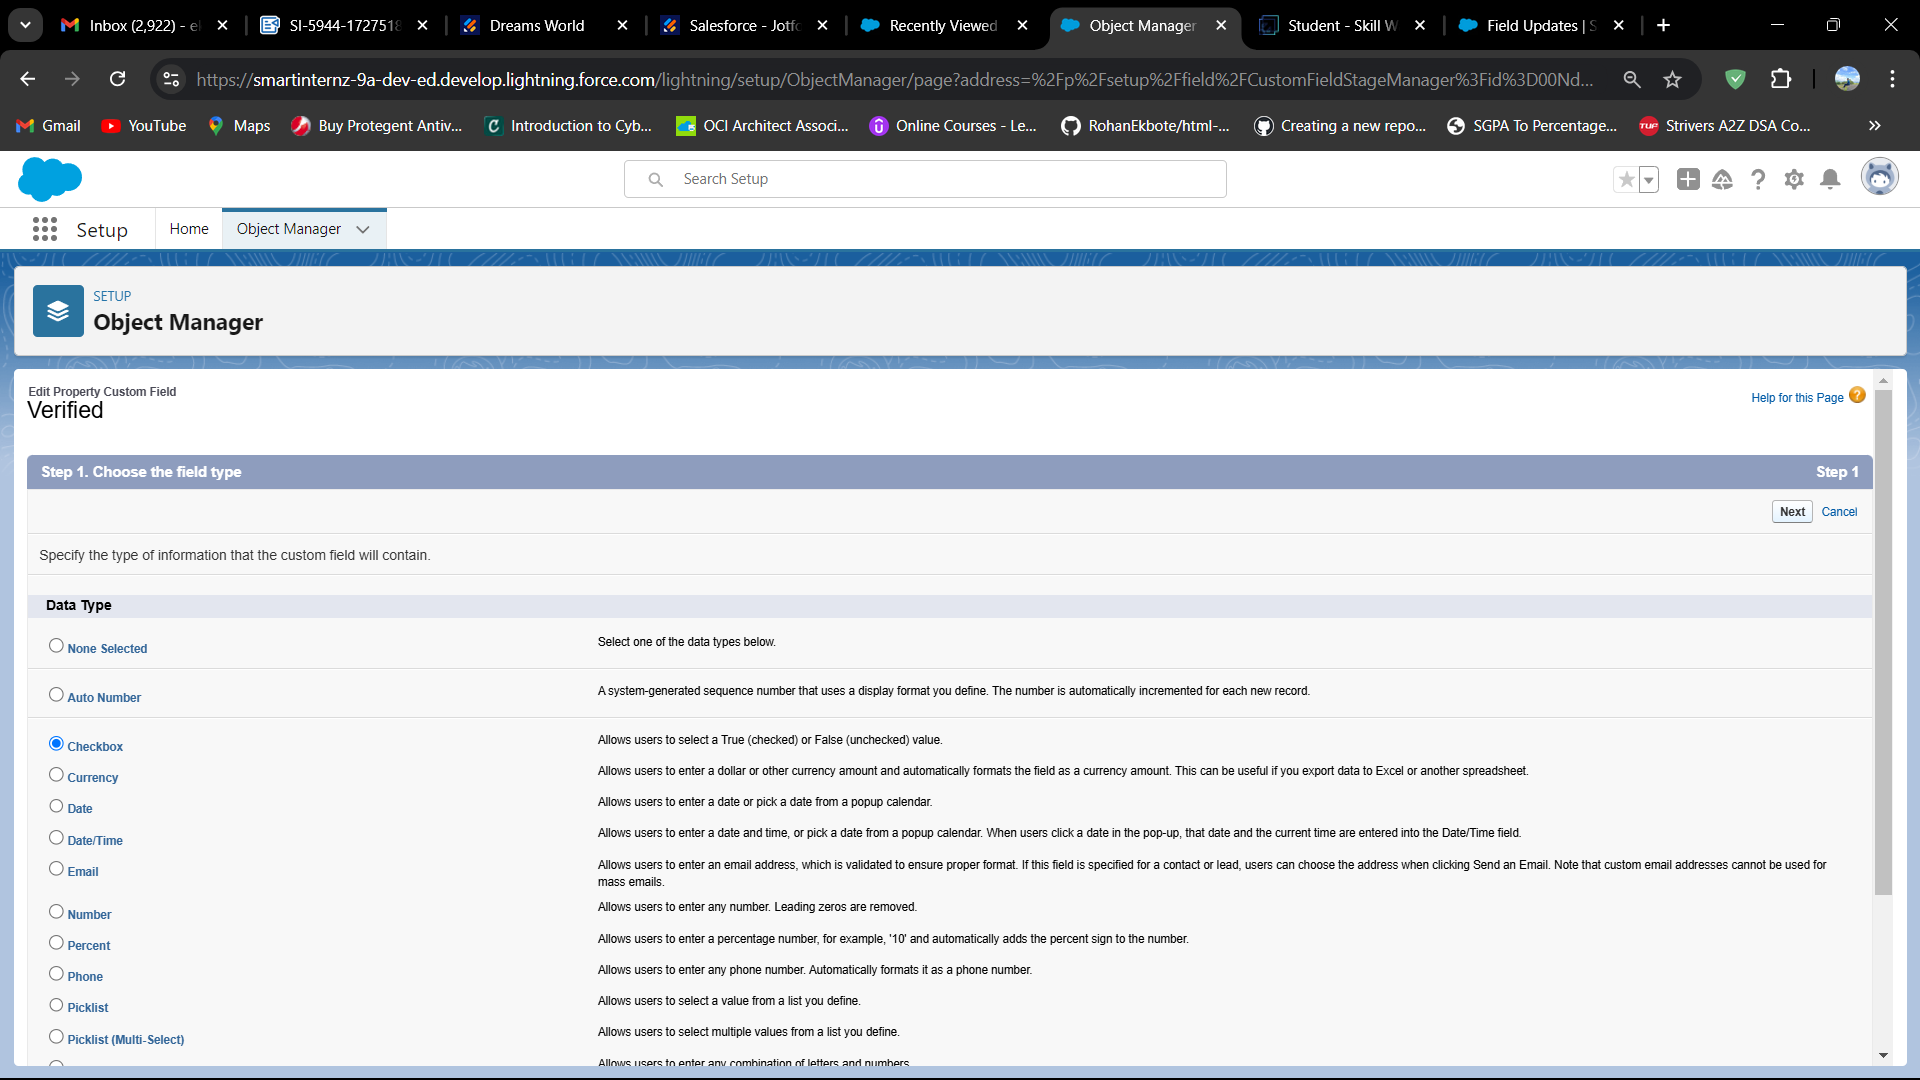 Inbox (2,922) - el
SI-5944-1727518
Dreams World
Salesforce - Jotfo
Recently Viewed
Object Manager
Student - Skill W
Field Updates | S
https://smartinternz-9a-dev-ed.develop.lightning.force.com/lightning/setup/ObjectManager/page?address=%2Fp%2Fsetup%2Ffield%2FCustomFieldStageManager%3Fid%3D00Nd...
Gmail
YouTube
Maps
Buy Protegent Antiv...
Introduction to Cyb...
OCI Architect Associ...
Online Courses - Le...
RohanEkbote/html-...
Creating a new repo...
SGPA To Percentage...
Strivers A2Z DSA Co...
Search Setup
Setup
Home
Object Manager
SETUP
Object Manager
Edit Property Custom Field
Verified
Help for this Page
Step 1. Choose the field type
Step 1
Next
Cancel
Specify the type of information that the custom field will contain.
Data Type
None Selected
Select one of the data types below.
Auto Number
A system-generated sequence number that uses a display format you define. The number is automatically incremented for each new record.
Checkbox
Allows users to select a True (checked) or False (unchecked) value.
Currency
Allows users to enter a dollar or other currency amount and automatically formats the field as a currency amount. This can be useful if you export data to Excel or another spreadsheet.
Date
Allows users to enter a date or pick a date from a popup calendar.
Date/Time
Allows users to enter a date and time, or pick a date from a popup calendar. When users click a date in the pop-up, that date and the current time are entered into the Date/Time field.
Email
Allows users to enter an email address, which is validated to ensure proper format. If this field is specified for a contact or lead, users can choose the address when clicking Send an Email. Note that custom email addresses cannot be used for
mass emails.
Number
Allows users to enter any number. Leading zeros are removed.
Percent
Allows users to enter a percentage number, for example, '10' and automatically adds the percent sign to the number.
Phone
Allows users to enter any phone number. Automatically formats it as a phone number.
Picklist
Allows users to select a value from a list you define.
Picklist (Multi-Select)
Allows users to select multiple values from a list you define.
Allows users to enter any combination of letters and numbers.